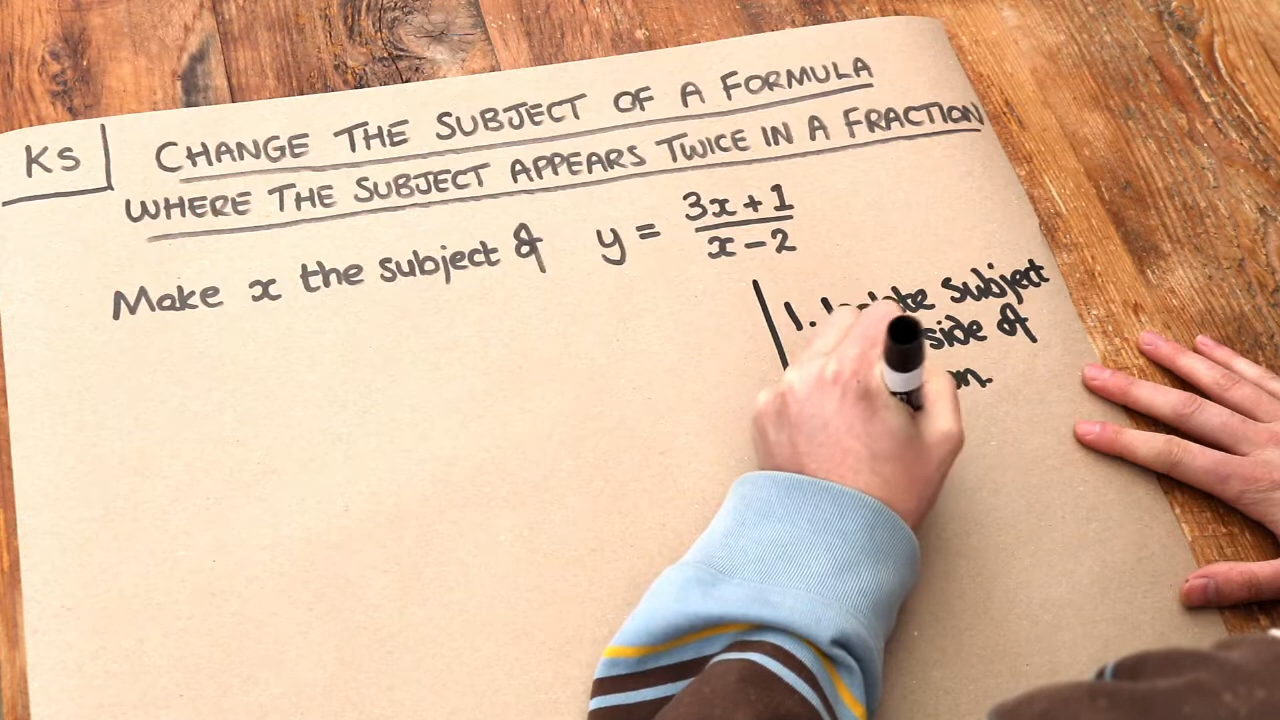 KS
CHANGE THE SUBJECT OF A FORMULA
WHERE THE SUBJECT APPEARS TWICE IN A FRACTION
Make x the subject of y = (3x + 1)/(x - 2)
1. subject
side of